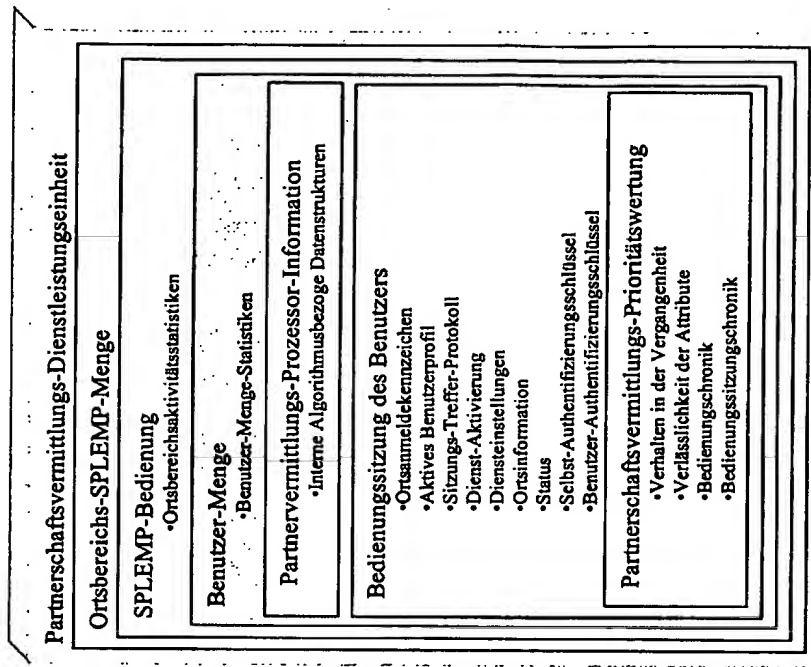 Partnerschaftsvermittlungs-Dienstleistungseinheit
Ortsbereichs-SPLEMP-Menge
SPLEMP-Bedienung
•Ortsbereichsaktivitätsstatistiken
Benutzer-Menge
•Benutzer-Menge-Statistiken
Partnervermittlungs-Prozessor-Information
•Interne Algorithmusbezoge Datenstrukturen
Bedienungssitzung des Benutzers
•Ortsanmeldekennzeichen
•Aktives Benutzerprofil
•Sitzungs-Treffer-Protokoll
•Dienst-Aktivierung
•Diensteinstellungen
•Ortsinformation
•Status
•Selbst-Authentifizierungsschlüssel
•Benutzer-Authentifizierungsschlüssel
Partnerschaftsvermittlungs-Prioritätswertung
•Verhalten in der Vergangenheit
•Verlässlichkeit der Attribute
•Bedienungschronik
•Bedienungssitzungschronik